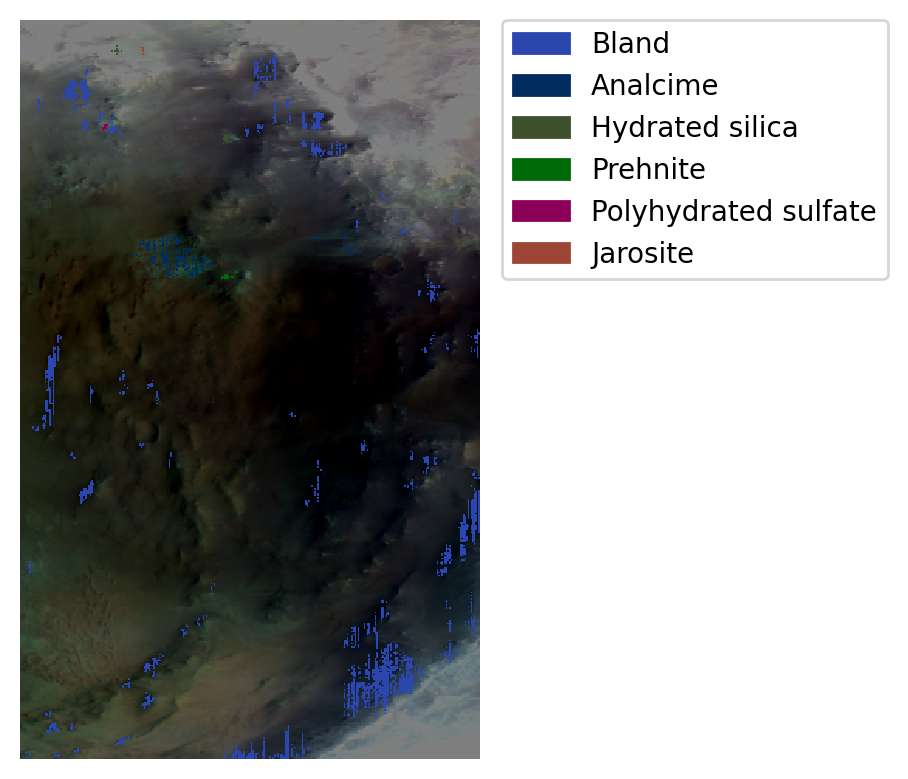 Bland
Analcime
Hydrated silica
Prehnite
Polyhydrated sulfate
Jarosite